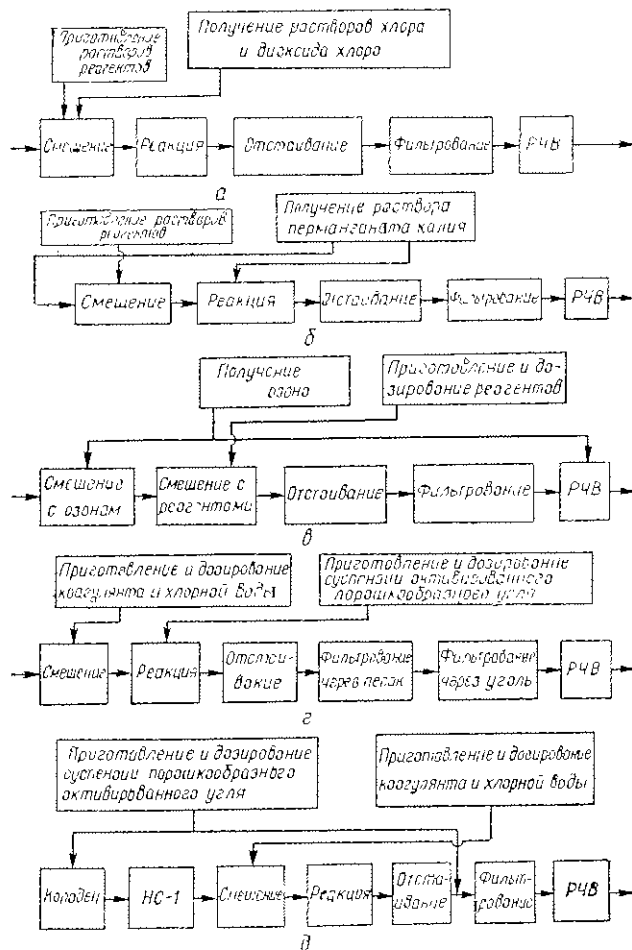 Приготовление
растворов
реагентов
Получение растворов хлора
и диоксида хлора
Смешение
Реакция
Отстаивание
Фильтрование
РЧВ
а
Приготовление растворов
реагентов
Получение раствора
перманганата калия
Смешение
Реакция
Отстаивание
Фильтрование
РЧВ
б
Получение
озона
Приготовление и до-
зирование реагентов
Смешение
с озоном
Смешение с
реагентами
Отстаивание
Фильтрование
РЧВ
в
Приготовление и дозирование
коагулянта и хлорной воды
Приготовление и дозирование
суспензии активированного
порошкообразного угля
Смешение
Реакция
Отстаи-
вание
Фильтрование
через песок
Фильтрование
через уголь
РЧВ
г
Приготовление и дозирование
суспензии порошкообразного
активированного угля
Приготовление и дозирование
коагулянта и хлорной воды
Колодец
НС-1
Смешение
Реакция
Отста-
ивание
Фильт-
рование
РЧВ
д